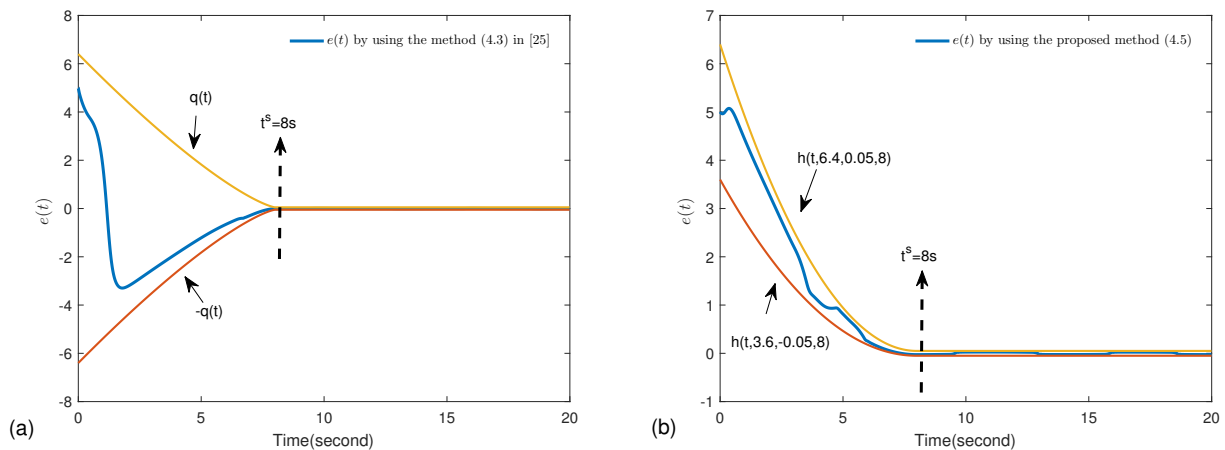 e(t) by using the method (4.3) in [25]
8
6
4
2
0
-2
-4
-6
-8
e(t)
q(t)
t^s=8s
-q(t)
0
5
10
15
20
Time(second)
(a)
e(t) by using the proposed method (4.5)
7
6
5
4
3
2
1
0
-1
e(t)
h(t,6.4,0.05,8)
t^s=8s
h(t,3.6,-0.05,8)
0
5
10
15
20
Time(second)
(b)